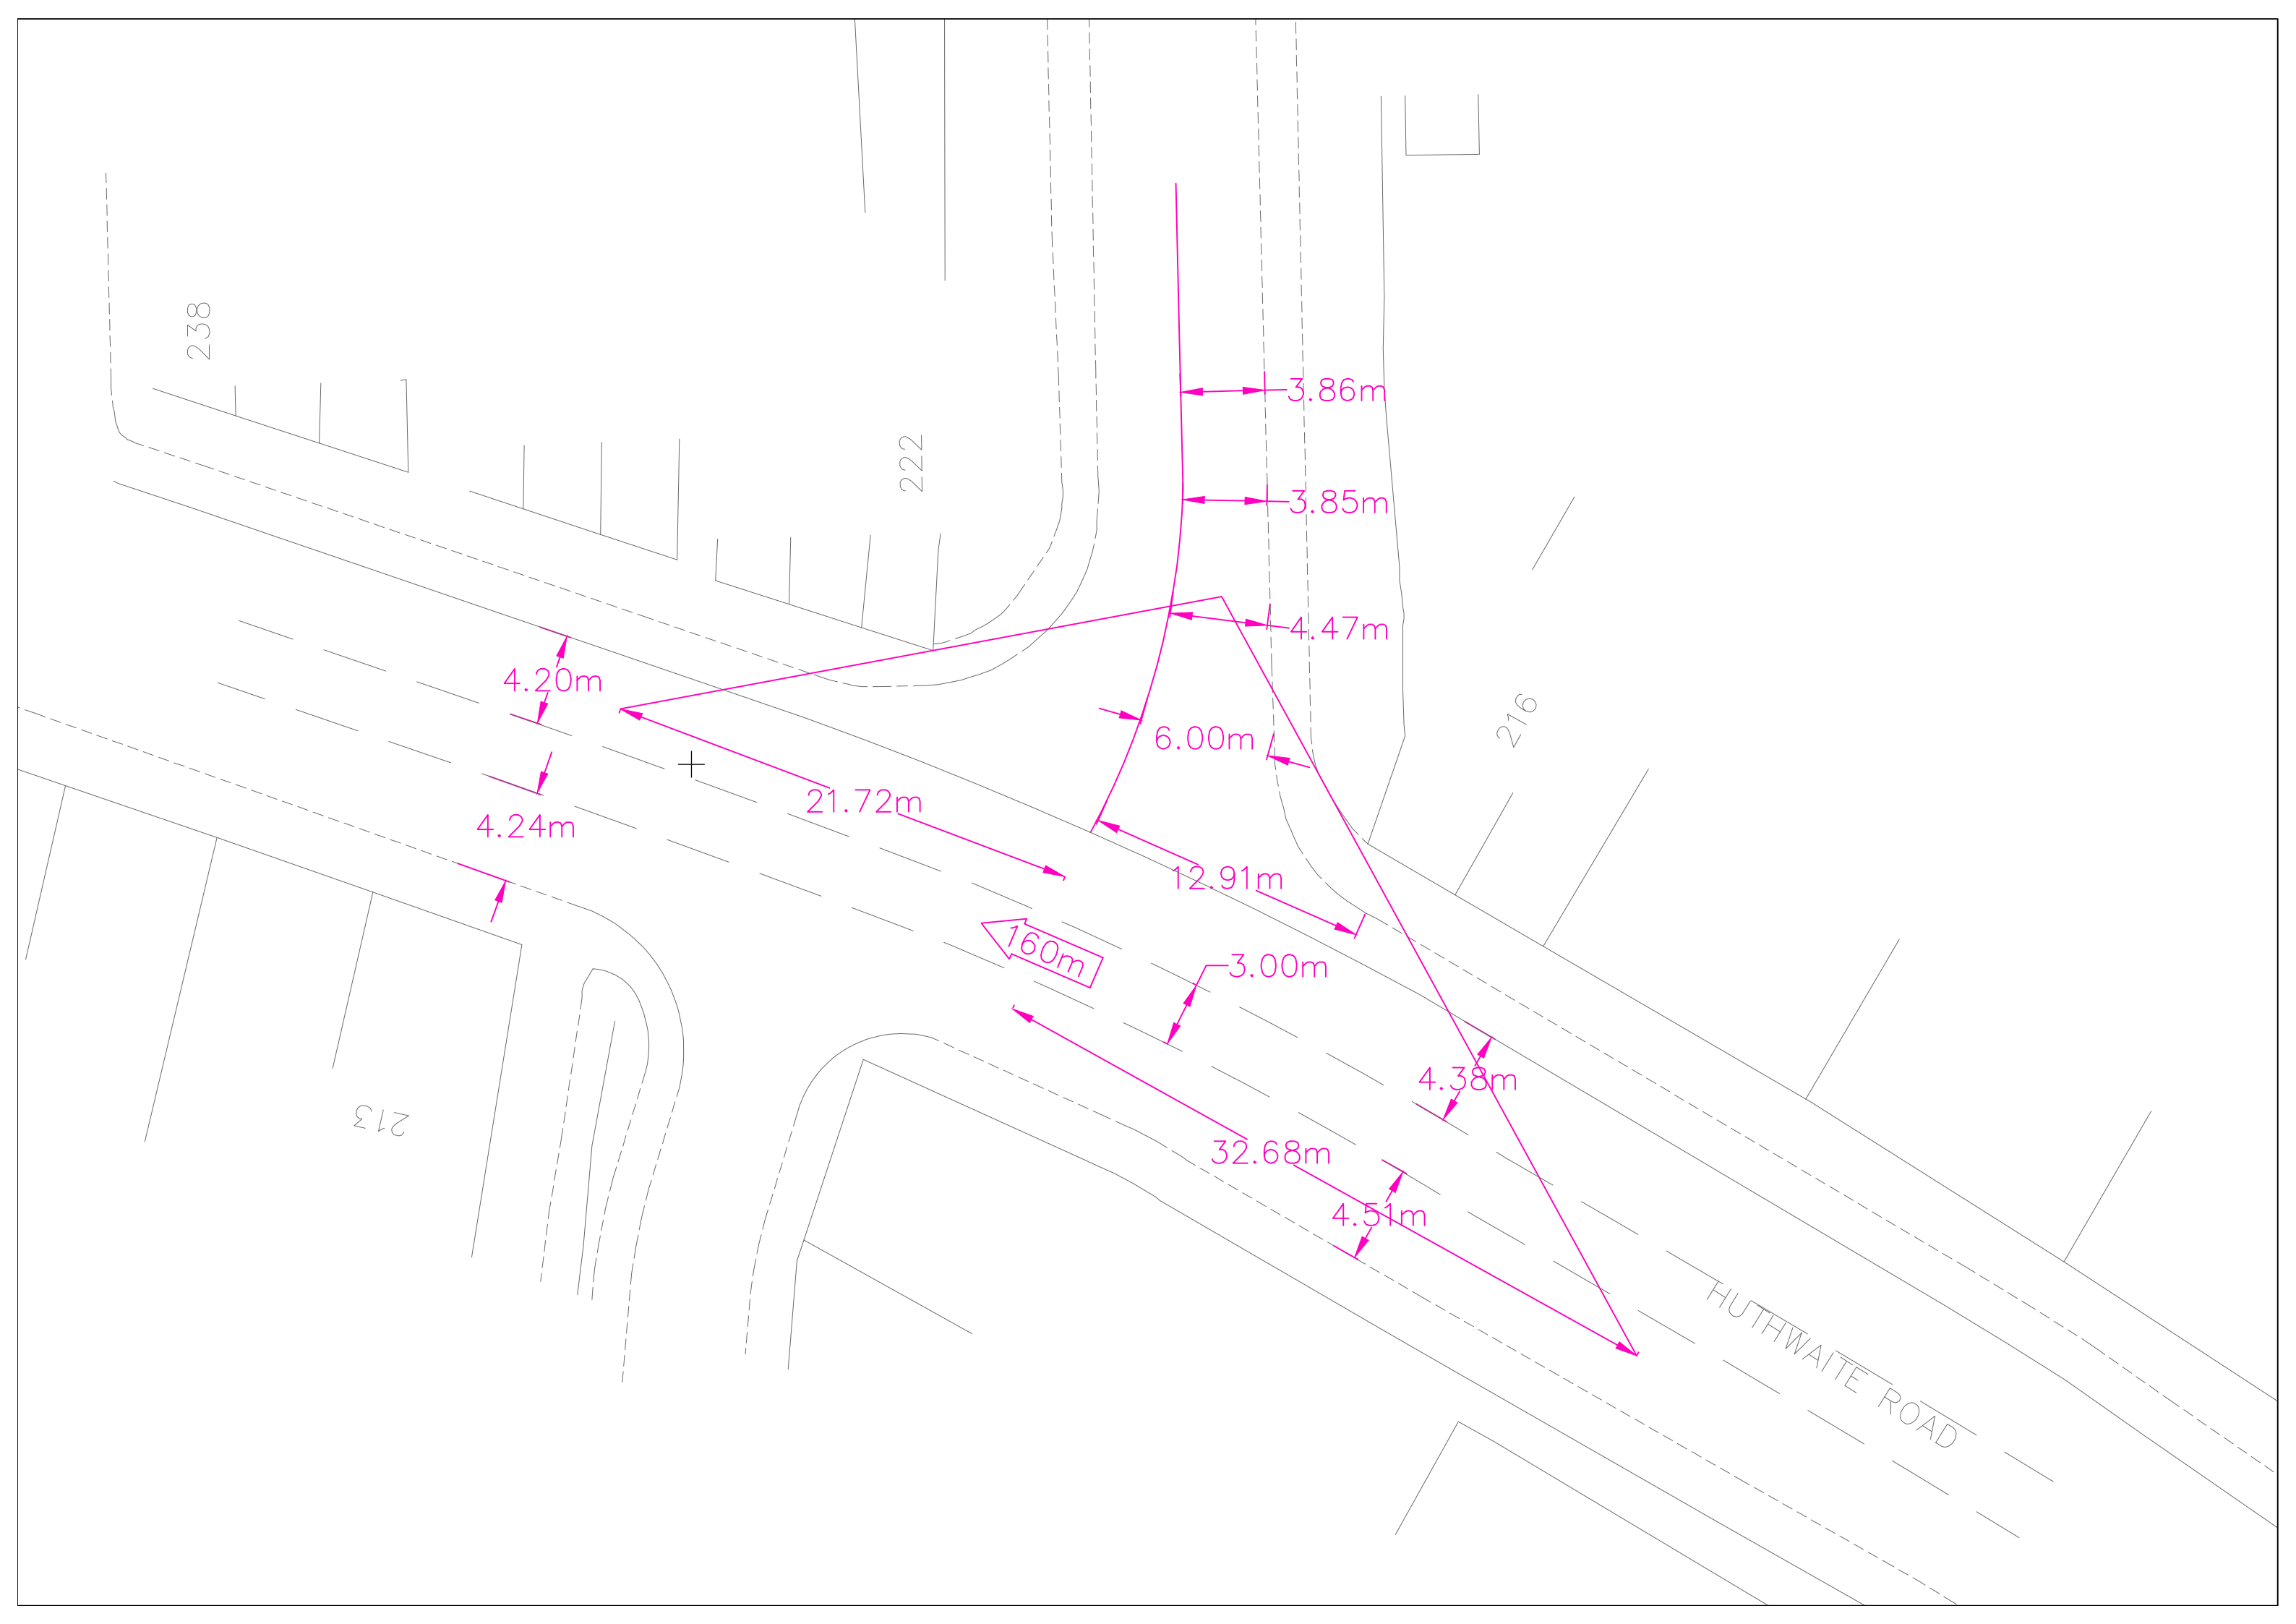 238
3.86m
222
3.85m
4.47m
4.20m
216
6.00m
21.72m
4.24m
12.91m
160m
3.00m
4.38m
213
32.68m
4.51m
HUTHWAITE ROAD